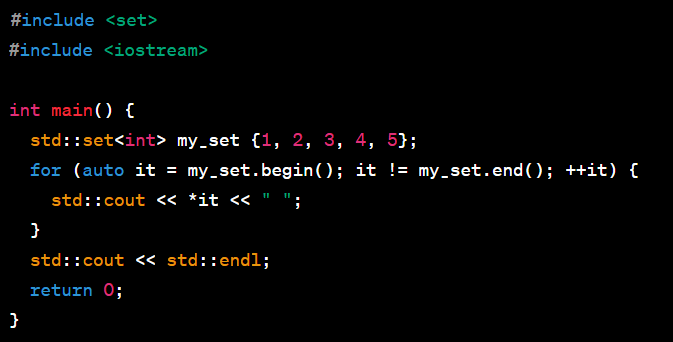 #include <set>
#include <iostream>

int main() {
  std::set<int> my_set {1, 2, 3, 4, 5};
  for (auto it = my_set.begin(); it != my_set.end(); ++it) {
    std::cout << *it << " ";
  }
  std::cout << std::endl;
  return 0;
}